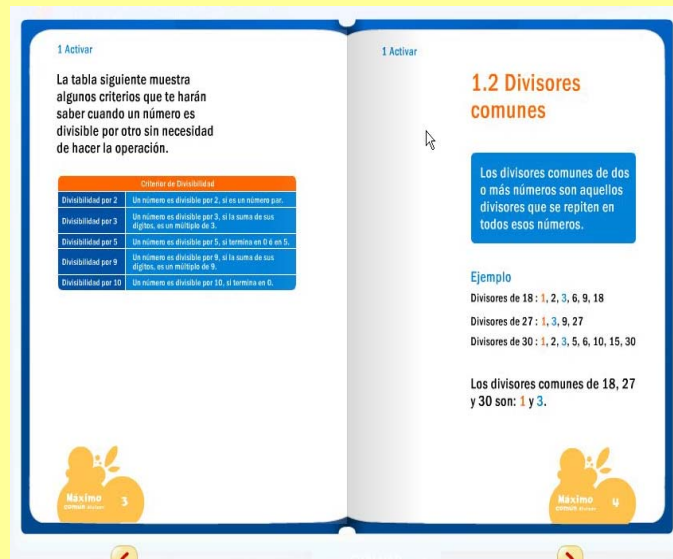 1 Activar
La tabla siguiente muestra
algunos criterios que te harán
saber cuando un número es
divisible por otro sin necesidad
de hacer la operación.
Criterior de Divisibilidad
Divisibilidad por 2 Un número es divisible por 2, si es un número par.
Divisibilidad por 3 Un número es divisible por 3, si la suma de sus
dígitos, es un múltiplo de 3.
Divisibilidad por 5 Un número es divisible por 5, si termina en 0 ó en 5.
Divisibilidad por 9 Un número es divisible por 9, si la suma de sus
dígitos, es un múltiplo de 9.
Divisibilidad por 10 Un número es divisible por 10, si termina en 0.
Máximo
común divisor
3
1 Activar
1.2 Divisores
comunes
Los divisores comunes de dos
o más números son aquellos
divisores que se repiten en
todos esos números.
Ejemplo
Divisores de 18 : 1, 2, 3, 6, 9, 18
Divisores de 27 : 1, 3, 9, 27
Divisores de 30 : 1, 2, 3, 5, 6, 10, 15, 30
Los divisores comunes de 18, 27
y 30 son: 1 y 3.
Máximo
común divisor
4